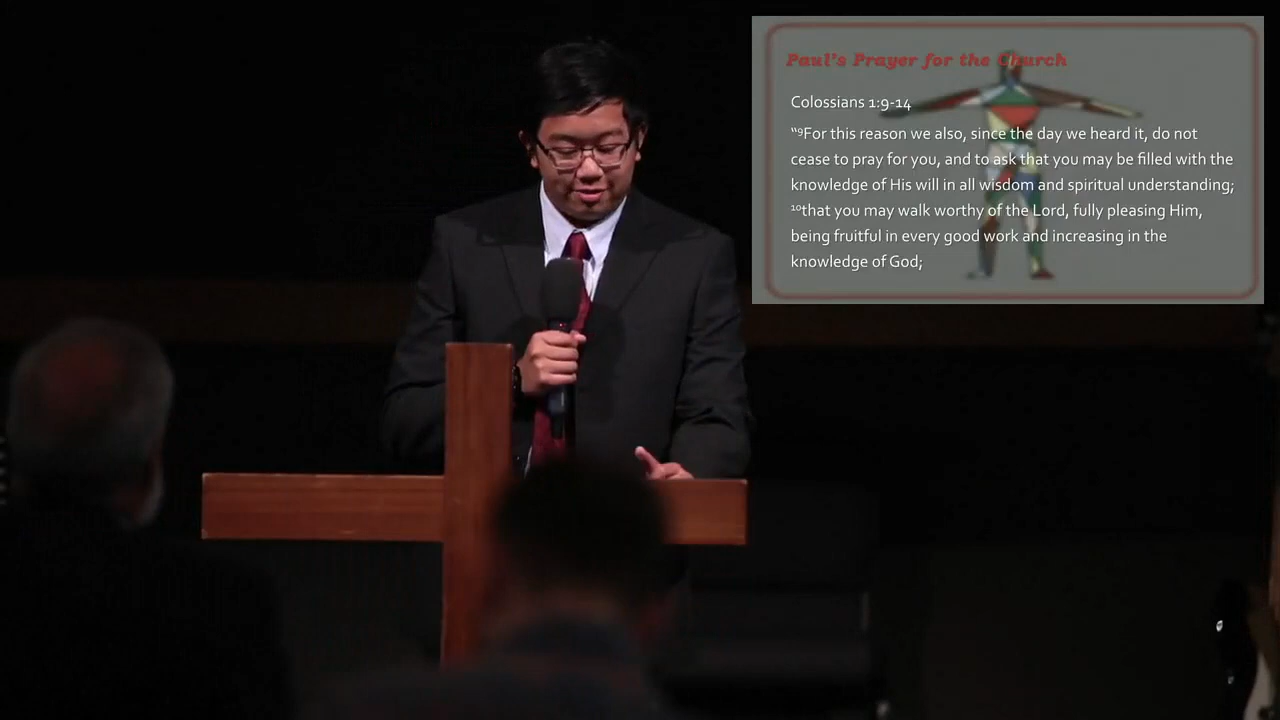 Paul's Prayer for the Church
Colossians 1:9-14
“⁹For this reason we also, since the day we heard it, do not
cease to pray for you, and to ask that you may be filled with the
knowledge of His will in all wisdom and spiritual understanding;
¹⁰that you may walk worthy of the Lord, fully pleasing Him,
being fruitful in every good work and increasing in the
knowledge of God;